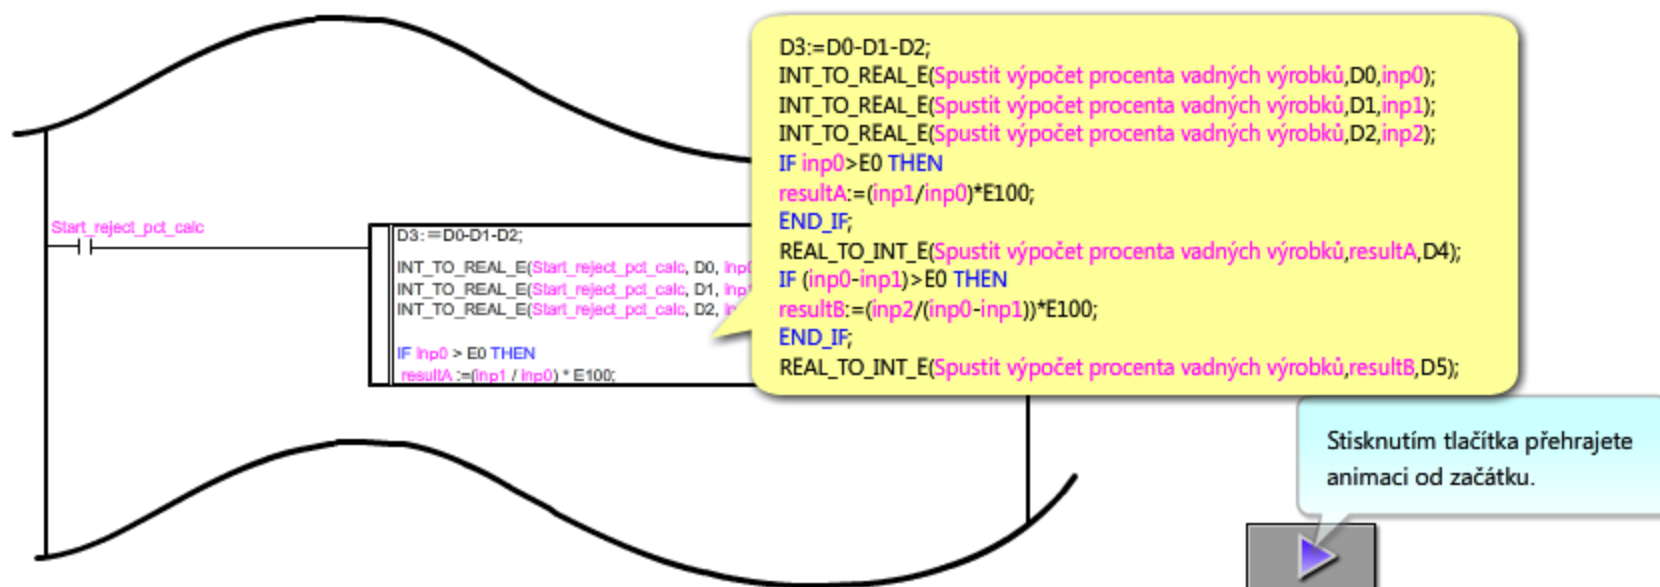 D3:=D0-D1-D2;
INT_TO_REAL_E(Spustit výpočet procenta vadných výrobků,D0,inp0);
INT_TO_REAL_E(Spustit výpočet procenta vadných výrobků,D1,inp1);
INT_TO_REAL_E(Spustit výpočet procenta vadných výrobků,D2,inp2);
IF inp0>E0 THEN
resultA:=(inp1/inp0)*E100;
END_IF;
REAL_TO_INT_E(Spustit výpočet procenta vadných výrobků,resultA,D4);
IF (inp0-inp1)>E0 THEN
resultB:=(inp2/(inp0-inp1))*E100;
END_IF;
REAL_TO_INT_E(Spustit výpočet procenta vadných výrobků,resultB,D5);
Start_reject_pct_calc
D3:=D0-D1-D2;
INT_TO_REAL_E(Start_reject_pct_calc, D0,
INT_TO_REAL_E(Start_reject_pct_calc, D1,
INT_TO_REAL_E(Start_reject_pct_calc, D2,
IF inp0 > E0 THEN
resultA :=(inp1 / inp0) * E100;
Stisknutím tlačítka přehrajete
animaci od začátku.